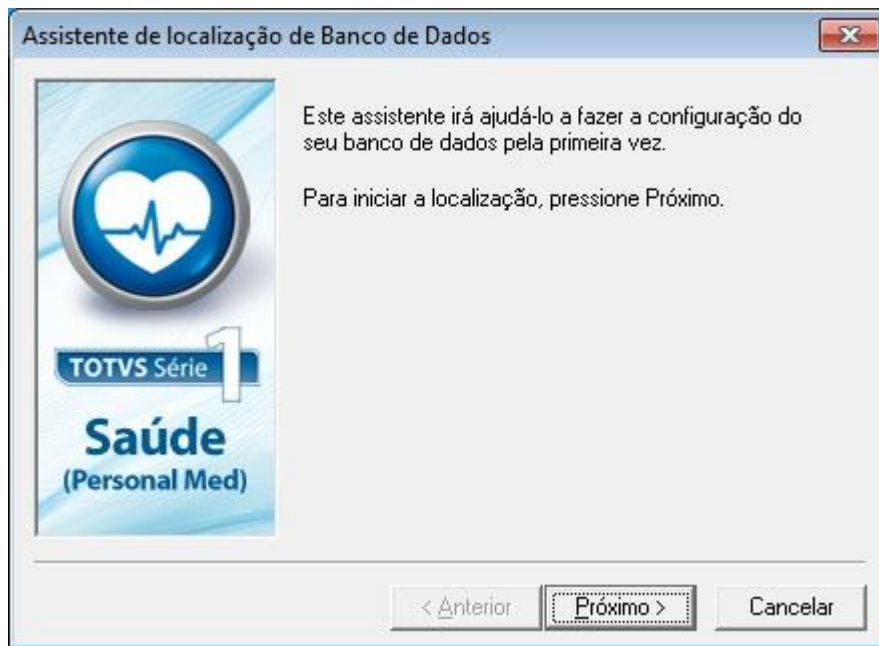 Assistente de localização de Banco de Dados
Este assistente irá ajudá-lo a fazer a configuração do
seu banco de dados pela primeira vez.
Para iniciar a localização, pressione Próximo.
TOTVS Série 1
Saúde
(Personal Med)
< Anterior
Próximo >
Cancelar